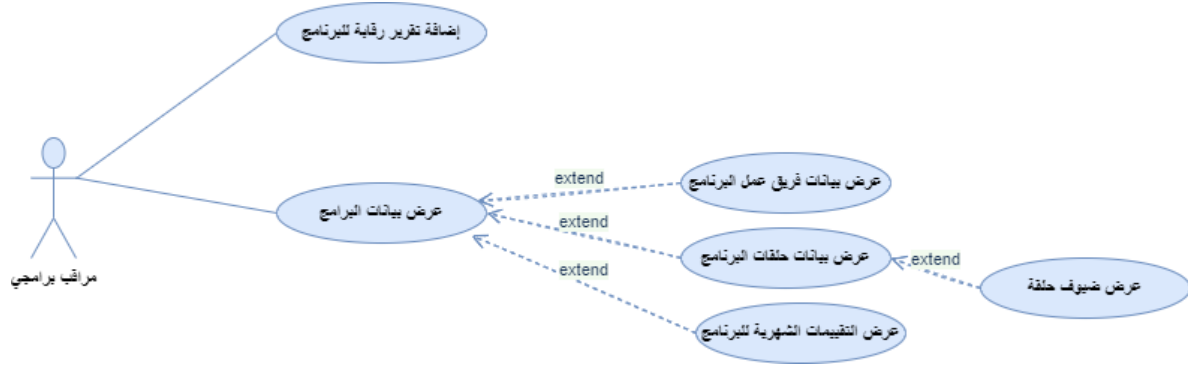 إضافة تقرير رقابة للبرنامج
extend
عرض بيانات فريق عمل البرنامج
عرض بيانات البرامج
extend
عرض بيانات حلقات البرنامج
extend
عرض ضيوف حلقة
extend
عرض التقييمات الشهرية للبرنامج
مراقب برامجي